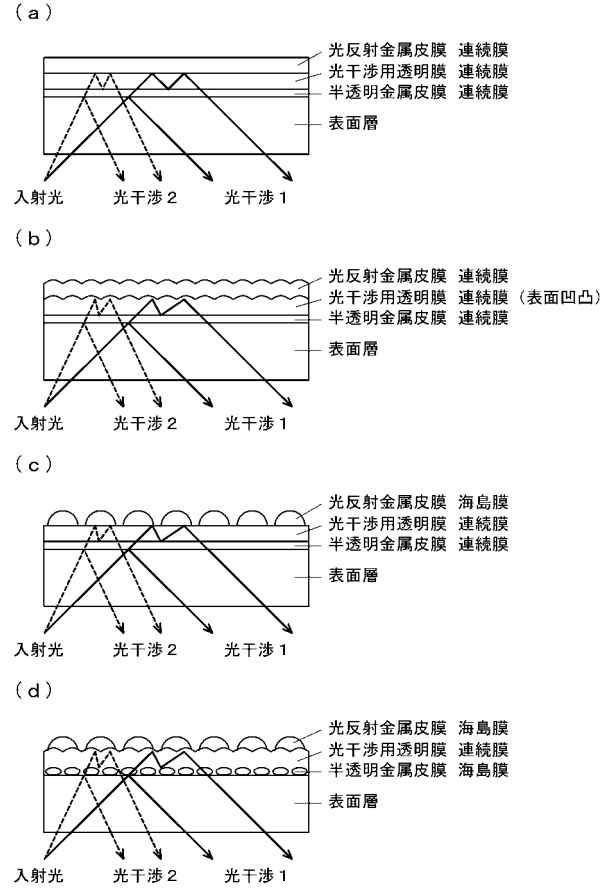 (a)
光反射金属皮膜 連続膜
光干渉用透明膜 連続膜
半透明金属皮膜 連続膜
表面層
入射光 光干渉2 光干渉1
(b)
光反射金属皮膜 連続膜
光干渉用透明膜 連続膜(表面凹凸)
半透明金属皮膜 連続膜
表面層
入射光 光干渉2 光干渉1
(c)
光反射金属皮膜 海島膜
光干渉用透明膜 連続膜
半透明金属皮膜 連続膜
表面層
入射光 光干渉2 光干渉1
(d)
光反射金属皮膜 海島膜
光干渉用透明膜 連続膜
半透明金属皮膜 海島膜
表面層
入射光 光干渉2 光干渉1